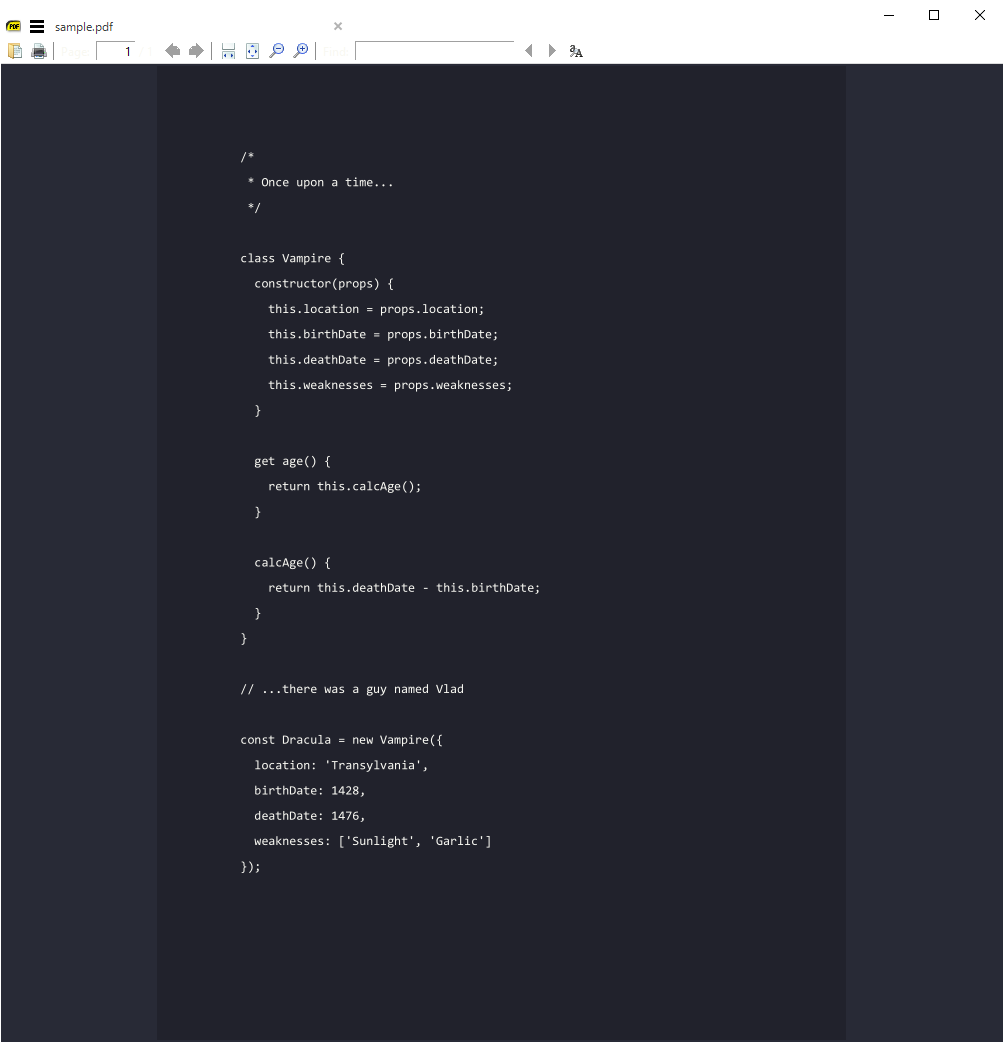 PDF
sample.pdf
Page: 1
Find:
/*
 * Once upon a time...
 */
class Vampire {
  constructor(props) {
    this.location = props.location;
    this.birthDate = props.birthDate;
    this.deathDate = props.deathDate;
    this.weaknesses = props.weaknesses;
  }
  get age() {
    return this.calcAge();
  }
  calcAge() {
    return this.deathDate - this.birthDate;
  }
}
// ...there was a guy named Vlad
const Dracula = new Vampire({
  location: 'Transylvania',
  birthDate: 1428,
  deathDate: 1476,
  weaknesses: ['Sunlight', 'Garlic']
});